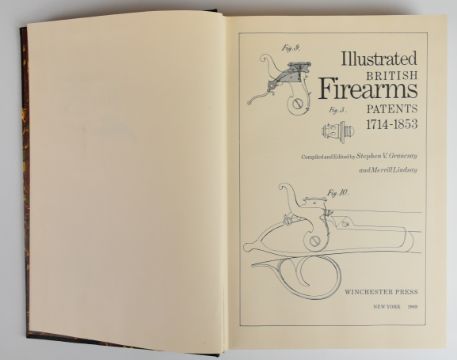 Fig. 9.
Illustrated
BRITISH
Firearms
Fig. 5.
PATENTS
1714-1853
Compiled and Edited by Stephen V. Grancsay
and Merrill Lindsay
Fig. 10.
WINCHESTER PRESS
NEW YORK 1969